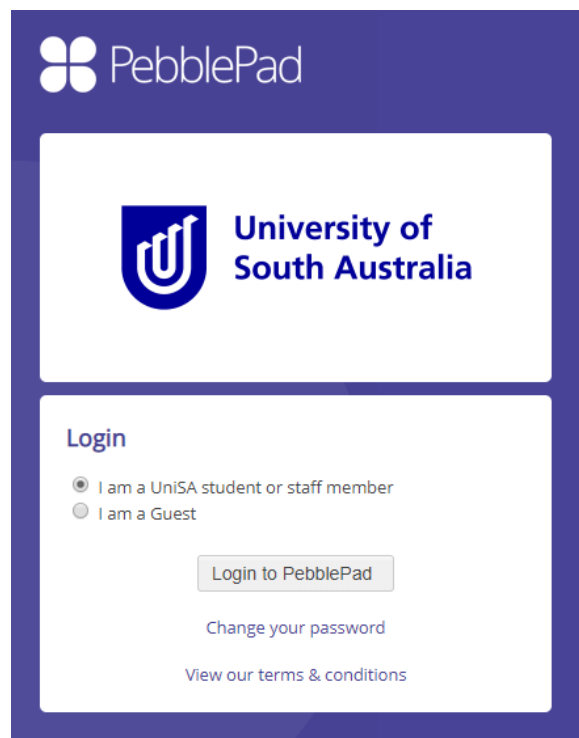 PebblePad
University of
South Australia
Login
I am a UniSA student or staff member
I am a Guest
Login to PebblePad
Change your password
View our terms & conditions